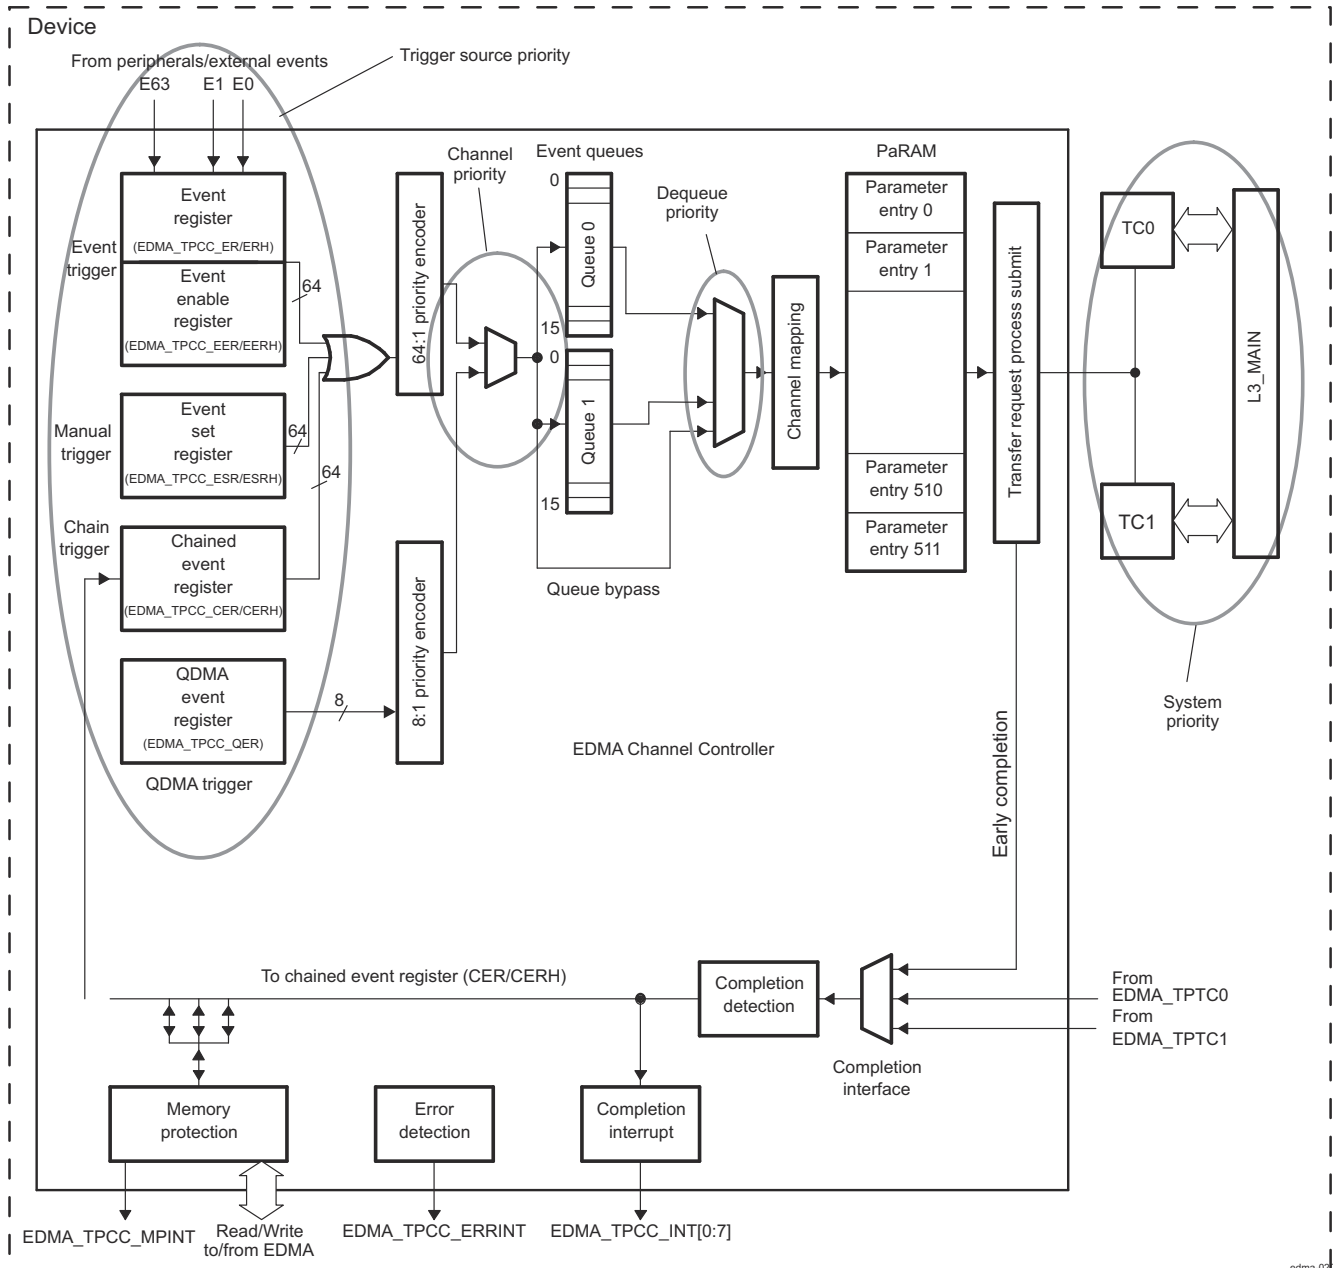 Device
From peripherals/external events
E63 E1 E0
Trigger source priority
Event
register
(EDMA_TPCC_ER/ERH)
Event
trigger
Event
enable
register
(EDMA_TPCC_EER/EERH)
64
Manual
trigger
Event
set
register
(EDMA_TPCC_ESR/ESRH)
64
64
Chain
trigger
Chained
event
register
(EDMA_TPCC_CER/CERH)
QDMA
event
register
(EDMA_TPCC_QER)
QDMA trigger
8
64:1 priority encoder
8:1 priority encoder
Channel
priority
Event queues
0
Queue 0
15
0
Queue 1
15
Queue bypass
Dequeue
priority
Channel mapping
PaRAM
Parameter
entry 0
Parameter
entry 1
Parameter
entry 510
Parameter
entry 511
Transfer request process submit
TC0
TC1
L3_MAIN
System
priority
EDMA Channel Controller
Early completion
To chained event register (CER/CERH)
Completion
detection
Completion
interface
From
EDMA_TPTC0
From
EDMA_TPTC1
Memory
protection
Error
detection
Completion
interrupt
EDMA_TPCC_MPINT
Read/Write
to/from EDMA
EDMA_TPCC_ERRINT
EDMA_TPCC_INT[0:7]